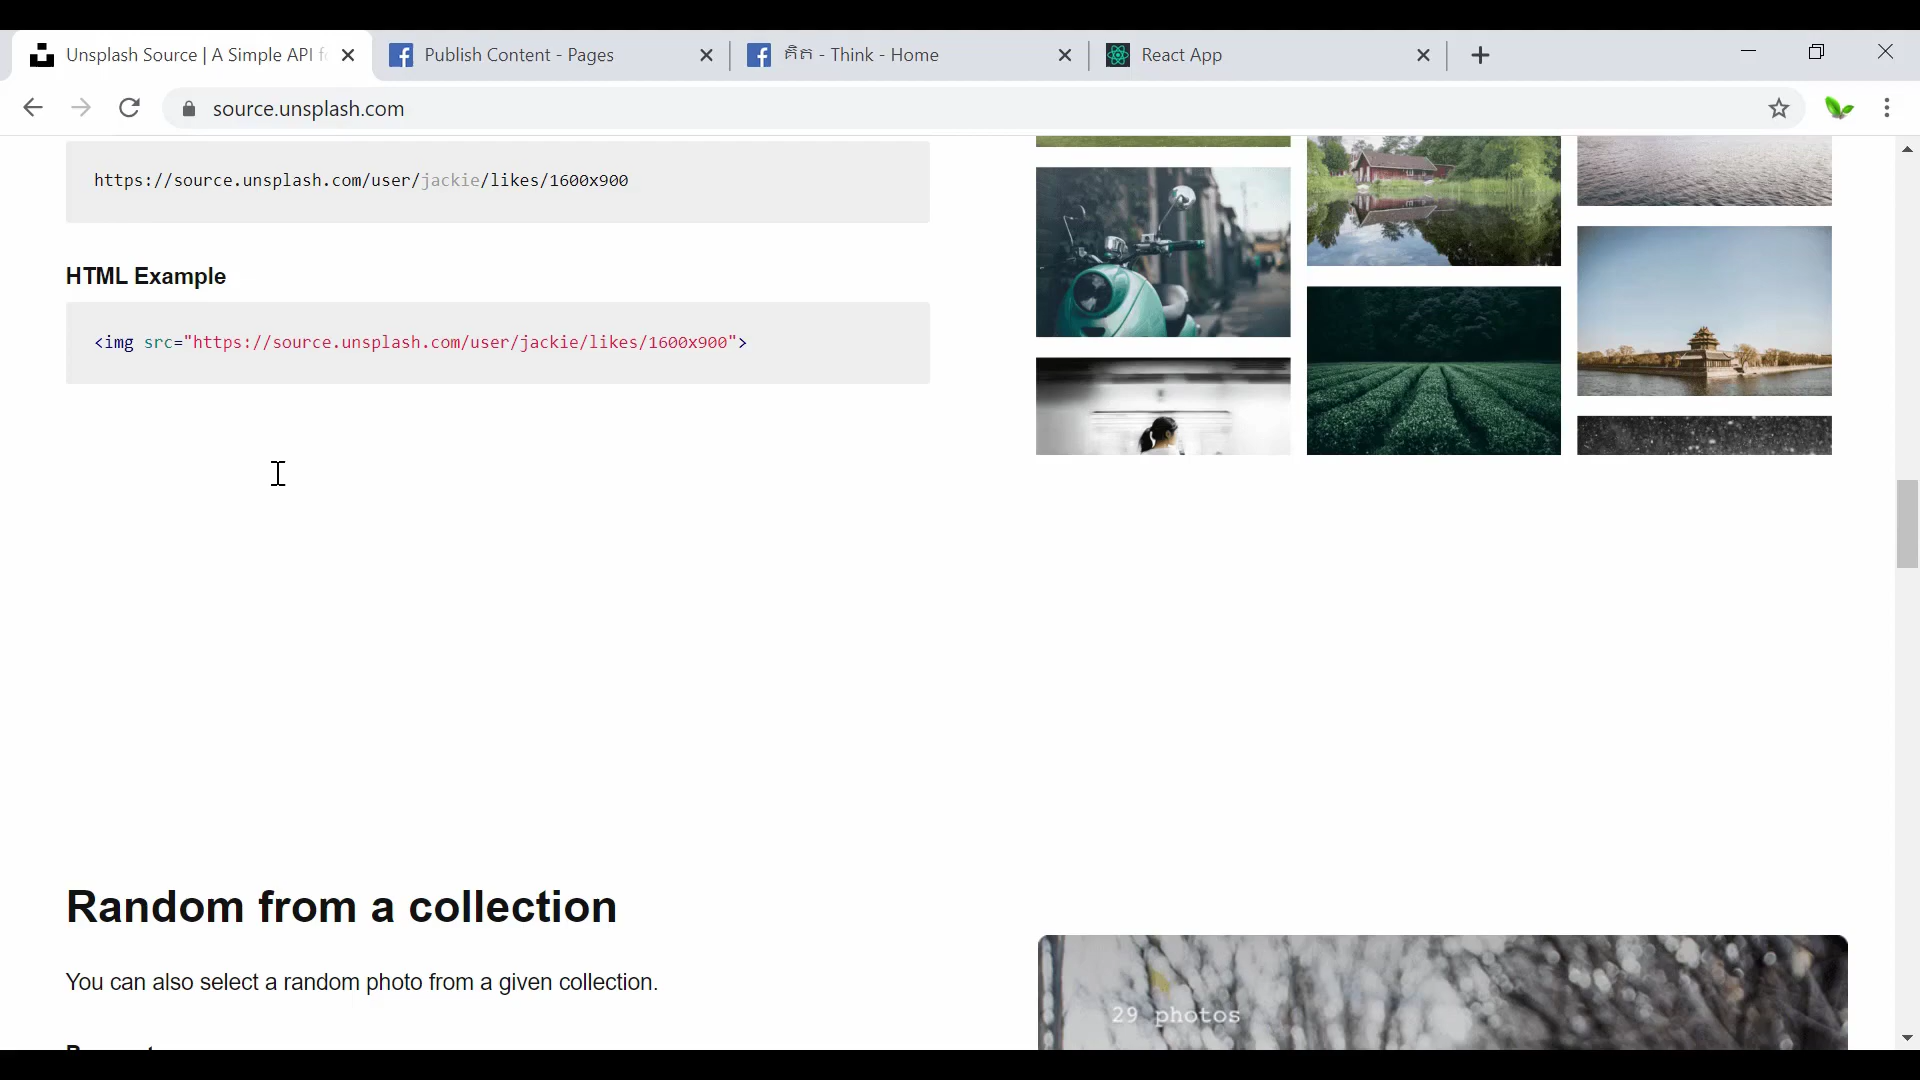 Unsplash Source | A Simple API f
Publish Content - Pages
គិត - Think - Home
React App
source.unsplash.com
https://source.unsplash.com/user/jackie/likes/1600x900
HTML Example
<img src="https://source.unsplash.com/user/jackie/likes/1600x900">
Random from a collection
You can also select a random photo from a given collection.
29 photos